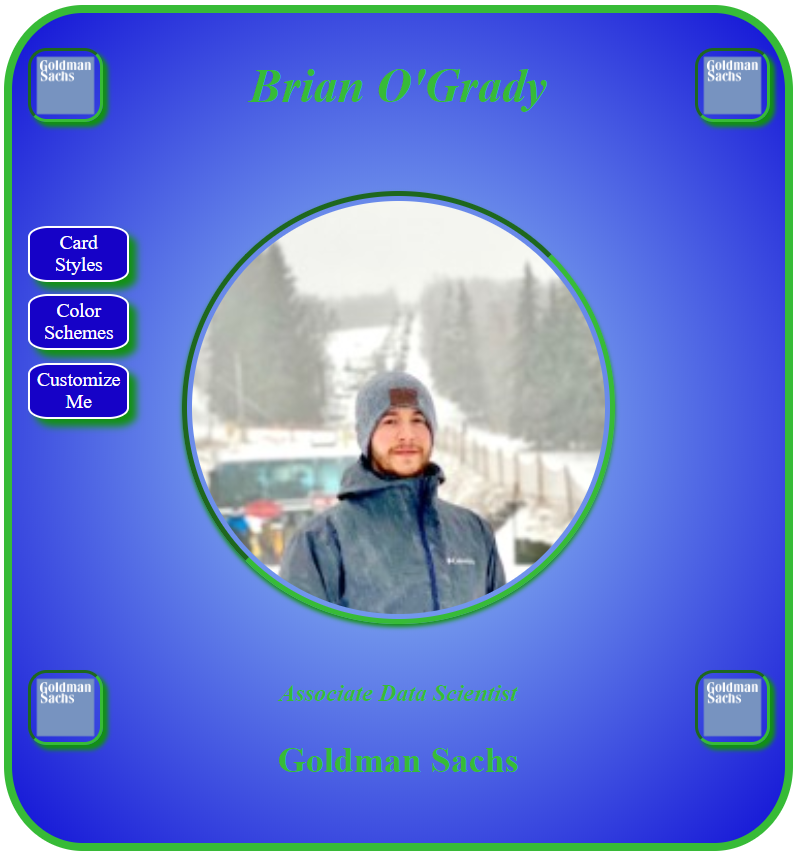 Goldman
Sachs
Brian O'Grady
Goldman
Sachs
Card
Styles
Color
Schemes
Customize
Me
Goldman
Sachs
Associate Data Scientist
Goldman Sachs
Goldman
Sachs